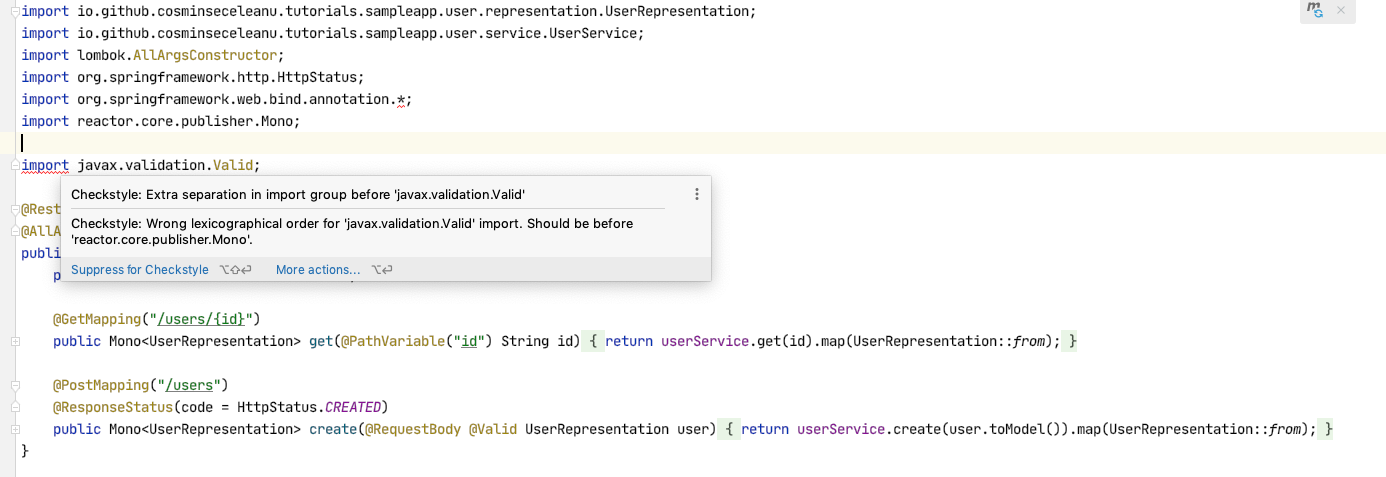 import io.github.cosminseceleanu.tutorials.sampleapp.user.representation.UserRepresentation;
import io.github.cosminseceleanu.tutorials.sampleapp.user.service.UserService;
import lombok.AllArgsConstructor;
import org.springframework.http.HttpStatus;
import org.springframework.web.bind.annotation.*;
import reactor.core.publisher.Mono;
import javax.validation.Valid;
Checkstyle: Extra separation in import group before 'javax.validation.Valid'
@Rest
Checkstyle: Wrong lexicographical order for 'javax.validation.Valid' import. Should be before
'reactor.core.publisher.Mono'.
@AllA
publi
Suppress for Checkstyle ⌥⇧⏎ More actions... ⌥⏎
p
@GetMapping("/users/{id}")
public Mono<UserRepresentation> get(@PathVariable("id") String id) { return userService.get(id).map(UserRepresentation::from); }
@PostMapping("/users")
@ResponseStatus(code = HttpStatus.CREATED)
public Mono<UserRepresentation> create(@RequestBody @Valid UserRepresentation user) { return userService.create(user.toModel()).map(UserRepresentation::from); }
}